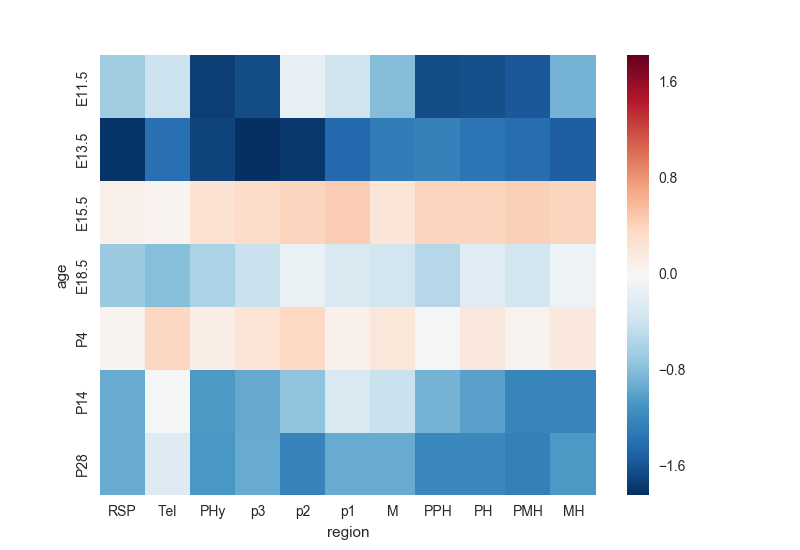 age
E11.5
E13.5
E15.5
E18.5
P4
P14
P28
RSP Tel PHy p3 p2 p1 M PPH PH PMH MH
region
1.6
0.8
0.0
−0.8
−1.6